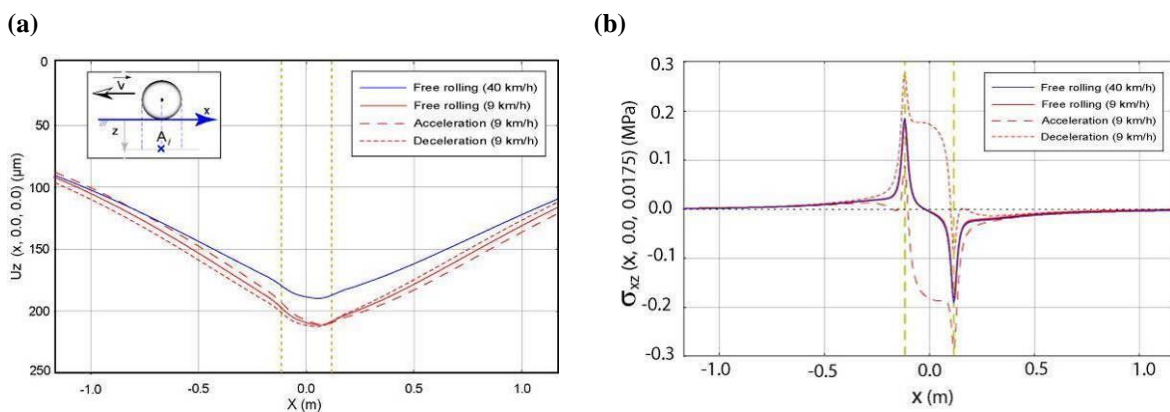 (a)
0
50
100
150
200
250
Uz (x, 0.0, 0.0) (μm)
V
x
z
A
i
Free rolling (40 km/h)
Free rolling (9 km/h)
Acceleration (9 km/h)
Deceleration (9 km/h)
-1.0
-0.5
0.0
0.5
1.0
X (m)
(b)
0.3
0.2
0.1
0.0
-0.1
-0.2
-0.3
σxz (x, 0.0, 0.0175) (MPa)
Free rolling (40 km/h)
Free rolling (9 km/h)
Acceleration (9 km/h)
Deceleration (9 km/h)
-1.0
-0.5
0.0
0.5
1.0
x (m)